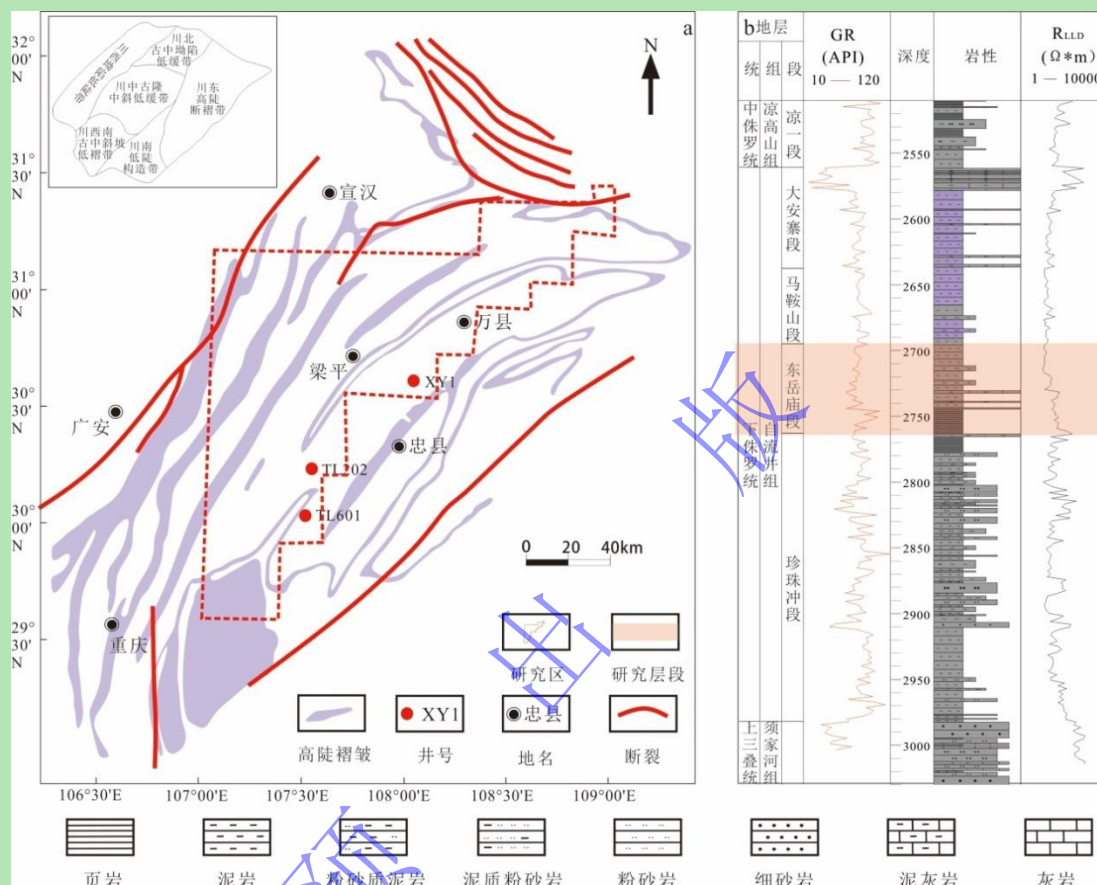 a
川西坳陷低陡带
川北
古中坳陷
低缓带
川中古隆
中斜低缓带
川东
高陡
断褶带
川西南
古中斜坡
低褶带
川南
低陡
构造带
N
32°
00'
N
31°
30'
N
31°
00'
N
30°
30'
N
30°
00'
N
29°
30'
N
宣汉
万县
梁平
XY1
广安
忠县
TL202
TL601
重庆
0 20 40km
研究区
研究层段
XY1
忠县
高陡褶皱
井号
地名
断裂
106°30'E
107°00'E
107°30'E
108°00'E
108°30'E
109°00'E
b 地层
统 组 段
GR
(API)
10 — 120
深度
岩性
RLLD
(Ω*m)
1 — 10000
中侏罗统
凉高山组
凉一段
大安寨段
马鞍山段
东岳庙段
下侏罗统
自流井组
珍珠冲段
上三叠统
须家河组
2550
2600
2650
2700
2750
2800
2850
2900
2950
3000
页岩
泥岩
粉砂质泥岩
泥质粉砂岩
粉砂岩
细砂岩
泥灰岩
灰岩
预
出
版